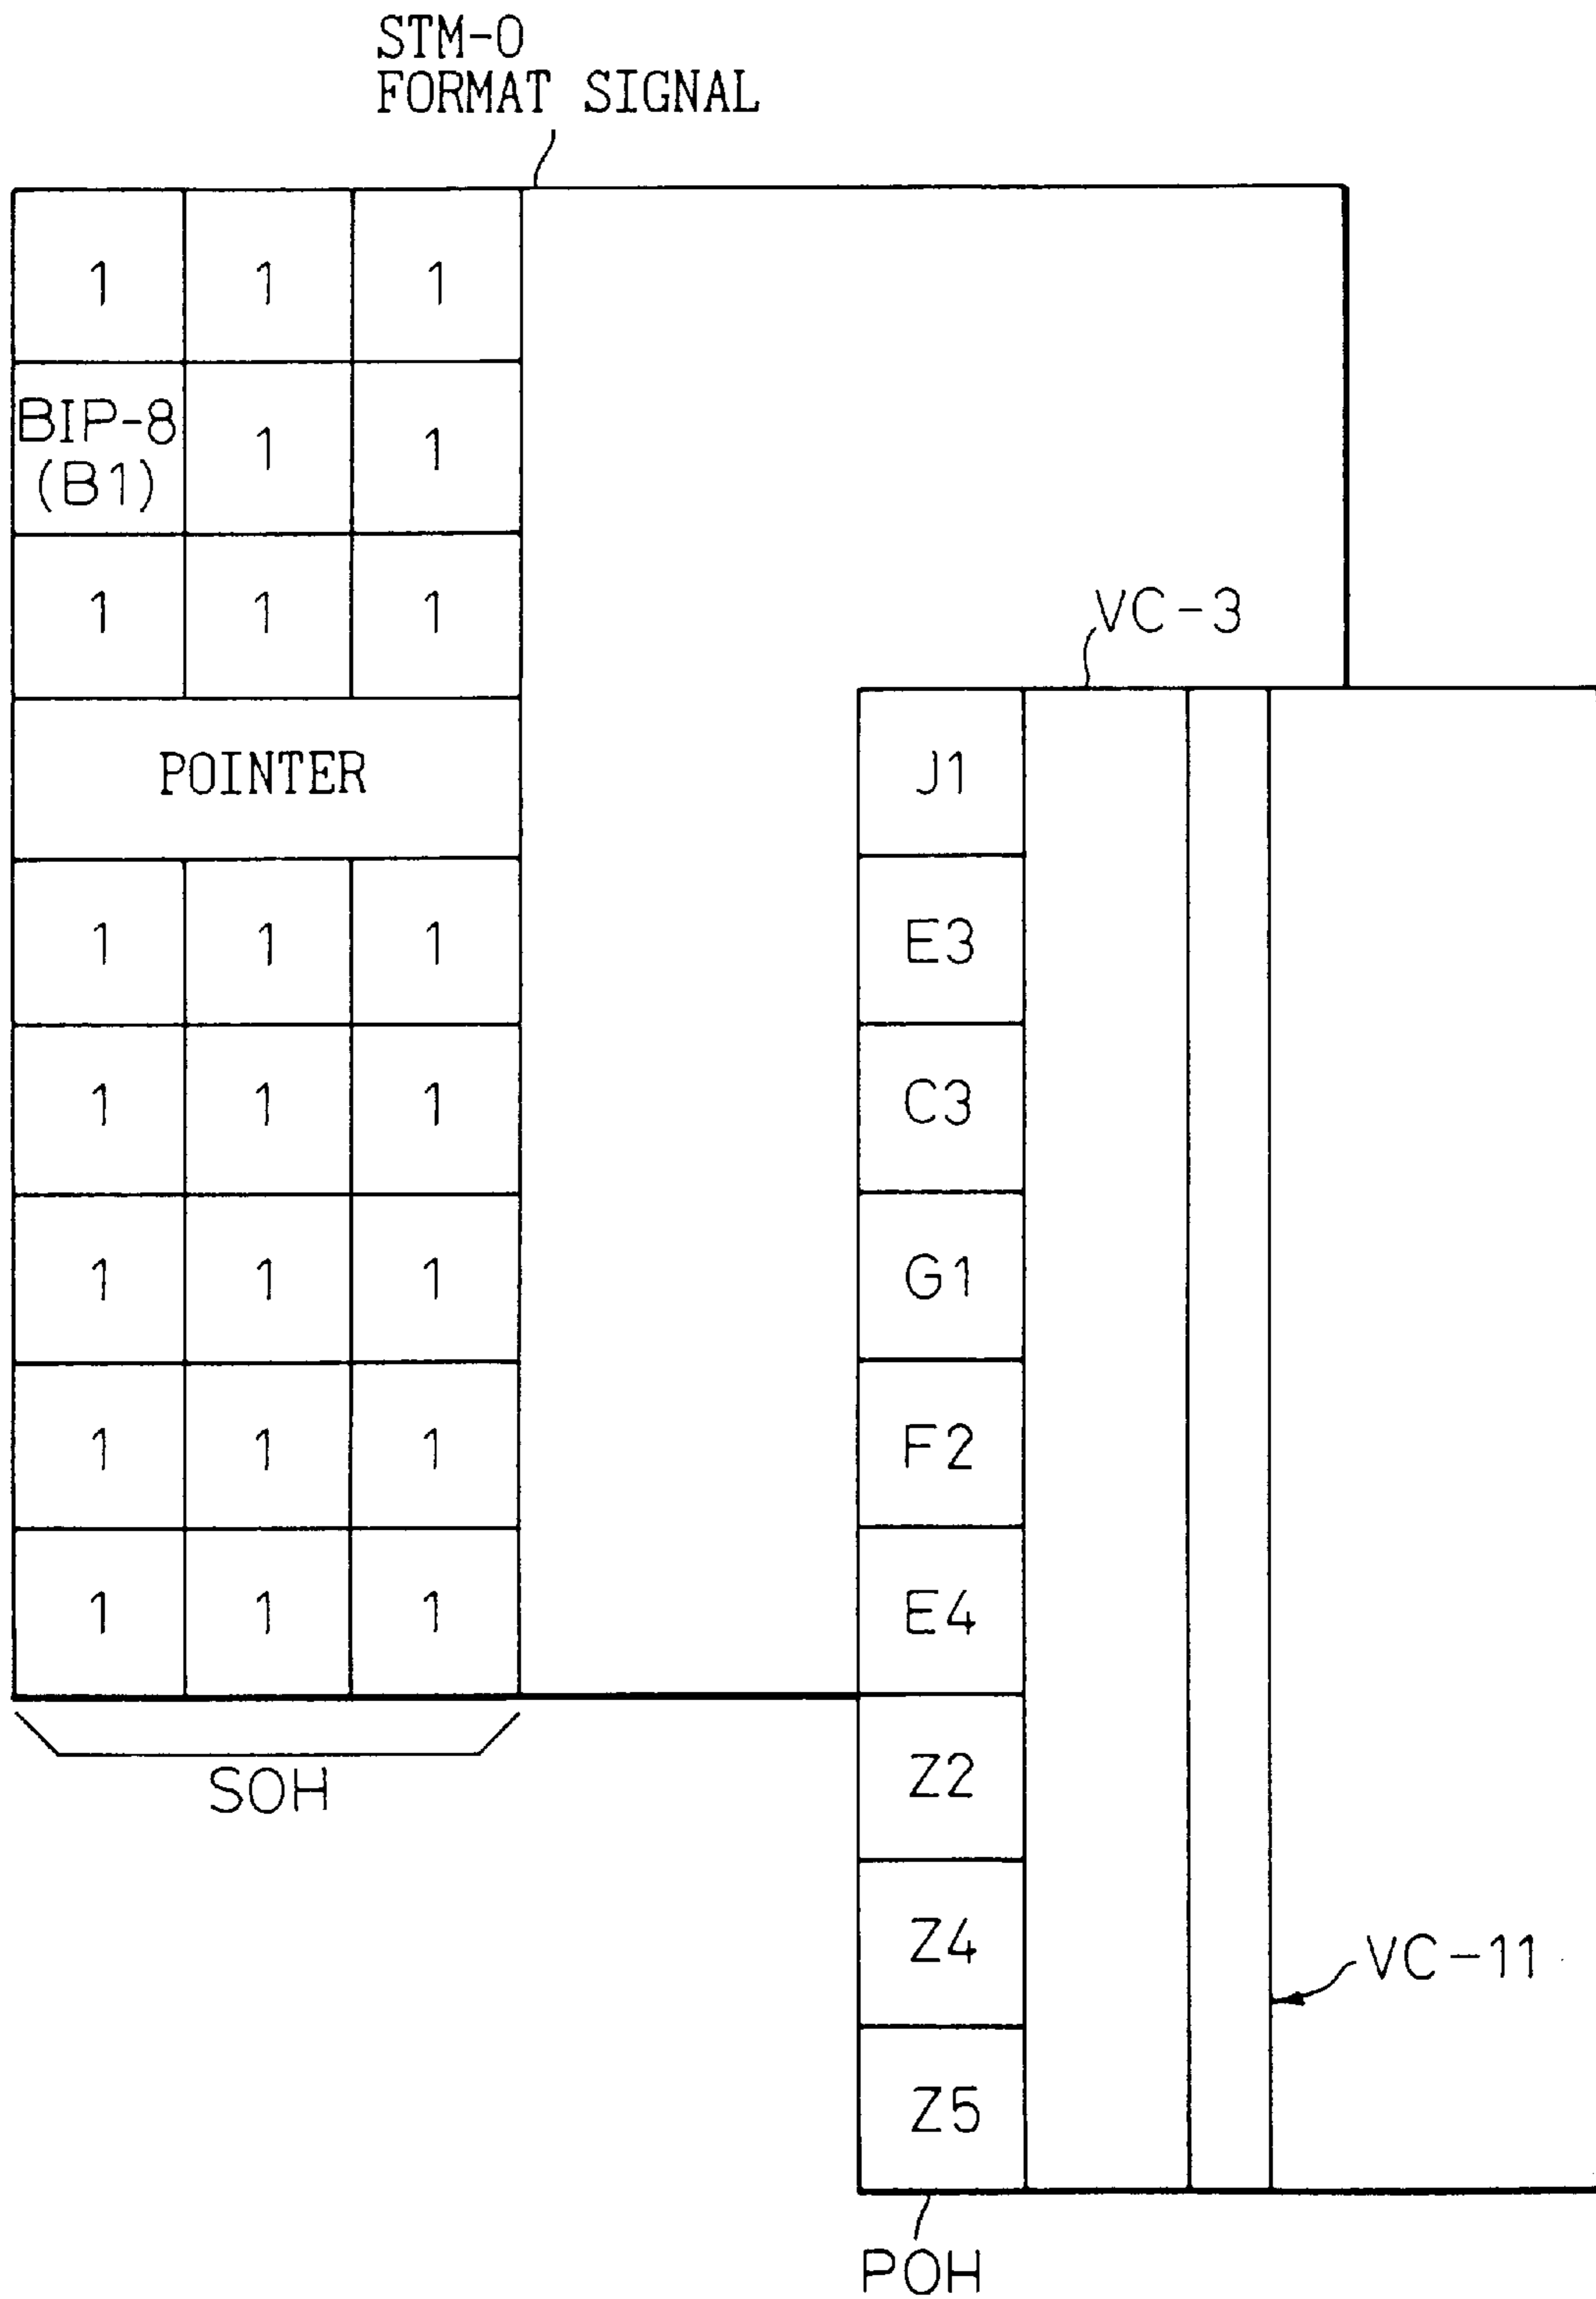 STM-0
FORMAT SIGNAL
1 1 1
BIP-8
(B1) 1 1
1 1 1
VC-3
POINTER
J1
1 1 1
E3
1 1 1
C3
1 1 1
G1
1 1 1
F2
1 1 1
E4
SOH
Z2
Z4
VC-11
Z5
POH